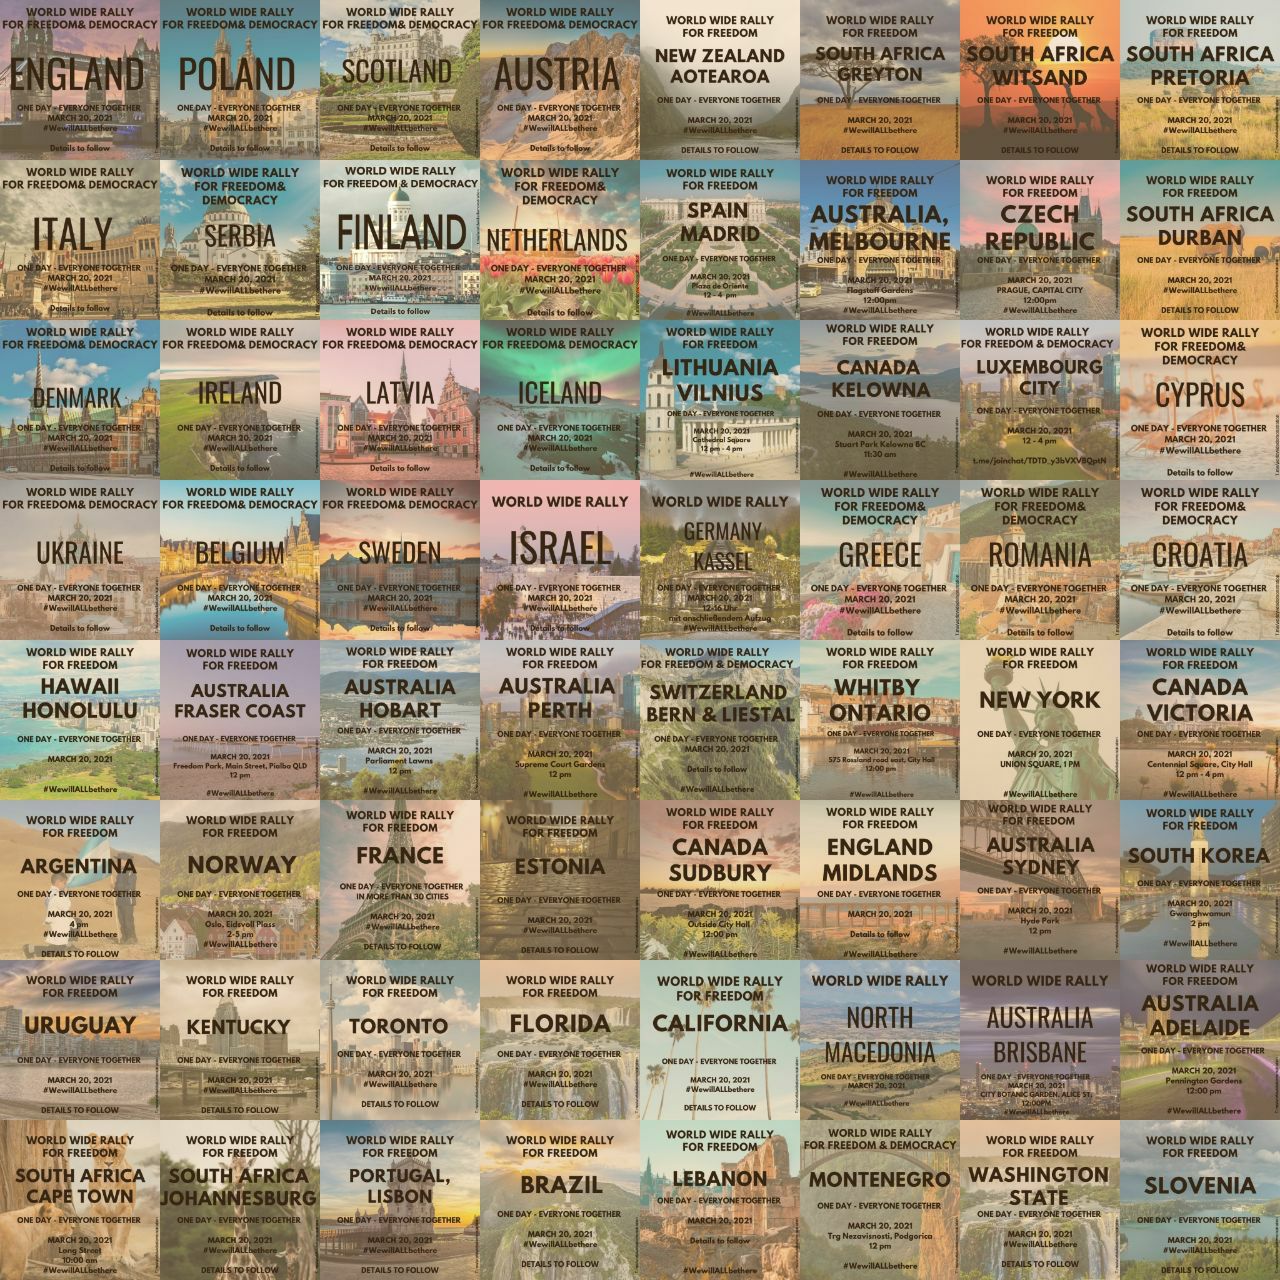 WORLD WIDE RALLY
FOR FREEDOM& DEMOCRACY
ENGLAND
ONE DAY - EVERYONE TOGETHER
MARCH 20, 2021
#WewillALLbethere
Details to follow
WORLD WIDE RALLY
FOR FREEDOM& DEMOCRACY
POLAND
ONE DAY - EVERYONE TOGETHER
MARCH 20, 2021
#WewillALLbethere
Details to follow
WORLD WIDE RALLY
FOR FREEDOM& DEMOCRACY
SCOTLAND
ONE DAY - EVERYONE TOGETHER
MARCH 20, 2021
#WewillALLbethere
Details to follow
WORLD WIDE RALLY
FOR FREEDOM& DEMOCRACY
AUSTRIA
ONE DAY - EVERYONE TOGETHER
MARCH 20, 2021
#WewillALLbethere
Details to follow
WORLD WIDE RALLY
FOR FREEDOM
NEW ZEALAND
AOTEAROA
ONE DAY - EVERYONE TOGETHER
MARCH 20, 2021
#WewillALLbethere
DETAILS TO FOLLOW
WORLD WIDE RALLY
FOR FREEDOM
SOUTH AFRICA
GREYTON
ONE DAY - EVERYONE TOGETHER
MARCH 20, 2021
#WewillALLbethere
DETAILS TO FOLLOW
WORLD WIDE RALLY
FOR FREEDOM
SOUTH AFRICA
WITSAND
ONE DAY - EVERYONE TOGETHER
MARCH 20, 2021
#WewillALLbethere
DETAILS TO FOLLOW
WORLD WIDE RALLY
FOR FREEDOM
SOUTH AFRICA
PRETORIA
ONE DAY - EVERYONE TOGETHER
MARCH 20, 2021
#WewillALLbethere
DETAILS TO FOLLOW
WORLD WIDE RALLY
FOR FREEDOM& DEMOCRACY
ITALY
ONE DAY - EVERYONE TOGETHER
MARCH 20, 2021
#WewillALLbethere
Details to follow
WORLD WIDE RALLY
FOR FREEDOM&
DEMOCRACY
SERBIA
ONE DAY - EVERYONE TOGETHER
MARCH 20, 2021
#WewillALLbethere
Details to follow
WORLD WIDE RALLY
FOR FREEDOM & DEMOCRACY
FINLAND
ONE DAY - EVERYONE TOGETHER
MARCH 20, 2021
#WewillALLbethere
Details to follow
WORLD WIDE RALLY
FOR FREEDOM&
DEMOCRACY
NETHERLANDS
ONE DAY - EVERYONE TOGETHER
MARCH 20, 2021
#WewillALLbethere
Details to follow
WORLD WIDE RALLY
FOR FREEDOM
SPAIN
MADRID
ONE DAY - EVERYONE TOGETHER
MARCH 20, 2021
Plaza de Oriente
12 - 4 pm
#WewillALLbethere
WORLD WIDE RALLY
FOR FREEDOM
AUSTRALIA,
MELBOURNE
ONE DAY - EVERYONE TOGETHER
MARCH 20, 2021
Flagstaff Gardens
12:00pm
#WewillALLbethere
WORLD WIDE RALLY
FOR FREEDOM
CZECH
REPUBLIC
ONE DAY - EVERYONE TOGETHER
MARCH 20, 2021
PRAGUE, CAPITAL CITY
12:00pm
#WewillALLbethere
WORLD WIDE RALLY
FOR FREEDOM
SOUTH AFRICA
DURBAN
ONE DAY - EVERYONE TOGETHER
MARCH 20, 2021
#WewillALLbethere
DETAILS TO FOLLOW
WORLD WIDE RALLY
FOR FREEDOM& DEMOCRACY
DENMARK
ONE DAY - EVERYONE TOGETHER
MARCH 20, 2021
#WewillALLbethere
Details to follow
WORLD WIDE RALLY
FOR FREEDOM& DEMOCRACY
IRELAND
ONE DAY - EVERYONE TOGETHER
MARCH 20, 2021
#WewillALLbethere
Details to follow
WORLD WIDE RALLY
FOR FREEDOM& DEMOCRACY
LATVIA
ONE DAY - EVERYONE TOGETHER
MARCH 20, 2021
#WewillALLbethere
Details to follow
WORLD WIDE RALLY
FOR FREEDOM& DEMOCRACY
ICELAND
ONE DAY - EVERYONE TOGETHER
MARCH 20, 2021
#WewillALLbethere
Details to follow
WORLD WIDE RALLY
FOR FREEDOM
LITHUANIA
VILNIUS
ONE DAY - EVERYONE TOGETHER
MARCH 20, 2021
Cathedral Square
12 pm - 4 pm
#WewillALLbethere
WORLD WIDE RALLY
FOR FREEDOM
CANADA
KELOWNA
ONE DAY - EVERYONE TOGETHER
MARCH 20, 2021
Stuart Park Kelowna BC
11:30 am
#WewillALLbethere
WORLD WIDE RALLY
FOR FREEDOM & DEMOCRACY
LUXEMBOURG
CITY
ONE DAY - EVERYONE TOGETHER
MARCH 20, 2021
12 - 4 pm
t.me/joinchat/TDTD_y3bVXVBQptN
WORLD WIDE RALLY
FOR FREEDOM&
DEMOCRACY
CYPRUS
ONE DAY - EVERYONE TOGETHER
MARCH 20, 2021
#WewillALLbethere
Details to follow
WORLD WIDE RALLY
FOR FREEDOM& DEMOCRACY
UKRAINE
ONE DAY - EVERYONE TOGETHER
MARCH 20, 2021
#WewillALLbethere
Details to follow
WORLD WIDE RALLY
FOR FREEDOM& DEMOCRACY
BELGIUM
ONE DAY - EVERYONE TOGETHER
MARCH 20, 2021
#WewillALLbethere
Details to follow
WORLD WIDE RALLY
FOR FREEDOM& DEMOCRACY
SWEDEN
ONE DAY - EVERYONE TOGETHER
MARCH 20, 2021
#WewillALLbethere
Details to follow
WORLD WIDE RALLY
ISRAEL
ONE DAY - EVERYONE TOGETHER
MARCH 20, 2021
#WewillALLbethere
Details to follow
WORLD WIDE RALLY
GERMANY
KASSEL
ONE DAY - EVERYONE TOGETHER
MARCH 20, 2021
12-16 Uhr
mit anschließendem Aufzug
#WewillALLbethere
WORLD WIDE RALLY
FOR FREEDOM&
DEMOCRACY
GREECE
ONE DAY - EVERYONE TOGETHER
MARCH 20, 2021
#WewillALLbethere
Details to follow
WORLD WIDE RALLY
FOR FREEDOM&
DEMOCRACY
ROMANIA
ONE DAY - EVERYONE TOGETHER
MARCH 20, 2021
#WewillALLbethere
Details to follow
WORLD WIDE RALLY
FOR FREEDOM&
DEMOCRACY
CROATIA
ONE DAY - EVERYONE TOGETHER
MARCH 20, 2021
#WewillALLbethere
Details to follow
WORLD WIDE RALLY
FOR FREEDOM
HAWAII
HONOLULU
ONE DAY - EVERYONE TOGETHER
MARCH 20, 2021
#WewillALLbethere
WORLD WIDE RALLY
FOR FREEDOM
AUSTRALIA
FRASER COAST
ONE DAY - EVERYONE TOGETHER
MARCH 20, 2021
Freedom Park, Main Street, Pialba QLD
12 pm
#WewillALLbethere
WORLD WIDE RALLY
FOR FREEDOM
AUSTRALIA
HOBART
ONE DAY - EVERYONE TOGETHER
MARCH 20, 2021
Parliament Lawns
12 pm
#WewillALLbethere
WORLD WIDE RALLY
FOR FREEDOM
AUSTRALIA
PERTH
ONE DAY - EVERYONE TOGETHER
MARCH 20, 2021
Supreme Court Gardens
12 pm
#WewillALLbethere
WORLD WIDE RALLY
FOR FREEDOM & DEMOCRACY
SWITZERLAND
BERN & LIESTAL
ONE DAY - EVERYONE TOGETHER
MARCH 20, 2021
Details to follow
#WewillALLbethere
WORLD WIDE RALLY
FOR FREEDOM
WHITBY
ONTARIO
ONE DAY - EVERYONE TOGETHER
MARCH 20, 2021
575 Rossland road east, City Hall
12:00 pm
#WewillALLbethere
WORLD WIDE RALLY
FOR FREEDOM
NEW YORK
ONE DAY - EVERYONE TOGETHER
MARCH 20, 2021
UNION SQUARE, 1 PM
#WewillALLbethere
WORLD WIDE RALLY
FOR FREEDOM
CANADA
VICTORIA
ONE DAY - EVERYONE TOGETHER
MARCH 20, 2021
Centennial Square, City Hall
12 pm - 4 pm
#WewillALLbethere
WORLD WIDE RALLY
FOR FREEDOM
ARGENTINA
ONE DAY - EVERYONE TOGETHER
MARCH 20, 2021
4 pm
#WewillALLbethere
DETAILS TO FOLLOW
WORLD WIDE RALLY
FOR FREEDOM
NORWAY
ONE DAY - EVERYONE TOGETHER
MARCH 20, 2021
Oslo, Eidsvoll Plass
2-5 pm
#WewillALLbethere
WORLD WIDE RALLY
FOR FREEDOM
FRANCE
ONE DAY - EVERYONE TOGETHER
IN MORE THAN 30 CITIES
MARCH 20, 2021
#WewillALLbethere
DETAILS TO FOLLOW
WORLD WIDE RALLY
FOR FREEDOM
ESTONIA
ONE DAY - EVERYONE TOGETHER
MARCH 20, 2021
#WewillALLbethere
DETAILS TO FOLLOW
WORLD WIDE RALLY
FOR FREEDOM
CANADA
SUDBURY
ONE DAY - EVERYONE TOGETHER
MARCH 20, 2021
Outside City Hall
12:00 pm
#WewillALLbethere
WORLD WIDE RALLY
FOR FREEDOM
ENGLAND
MIDLANDS
ONE DAY - EVERYONE TOGETHER
MARCH 20, 2021
Details to follow
#WewillALLbethere
WORLD WIDE RALLY
FOR FREEDOM
AUSTRALIA
SYDNEY
ONE DAY - EVERYONE TOGETHER
MARCH 20, 2021
Hyde Park
12 pm
#WewillALLbethere
WORLD WIDE RALLY
FOR FREEDOM
SOUTH KOREA
ONE DAY - EVERYONE TOGETHER
MARCH 20, 2021
Gwanghwamun
2 pm
#WewillALLbethere
WORLD WIDE RALLY
FOR FREEDOM
URUGUAY
ONE DAY - EVERYONE TOGETHER
MARCH 20, 2021
#WewillALLbethere
DETAILS TO FOLLOW
WORLD WIDE RALLY
FOR FREEDOM
KENTUCKY
ONE DAY - EVERYONE TOGETHER
MARCH 20, 2021
#WewillALLbethere
DETAILS TO FOLLOW
WORLD WIDE RALLY
FOR FREEDOM
TORONTO
ONE DAY - EVERYONE TOGETHER
MARCH 20, 2021
#WewillALLbethere
DETAILS TO FOLLOW
WORLD WIDE RALLY
FOR FREEDOM
FLORIDA
ONE DAY - EVERYONE TOGETHER
MARCH 20, 2021
#WewillALLbethere
DETAILS TO FOLLOW
WORLD WIDE RALLY
FOR FREEDOM
CALIFORNIA
ONE DAY - EVERYONE TOGETHER
MARCH 20, 2021
#WewillALLbethere
DETAILS TO FOLLOW
WORLD WIDE RALLY
NORTH
MACEDONIA
ONE DAY - EVERYONE TOGETHER
MARCH 20, 2021
#WewillALLbethere
WORLD WIDE RALLY
AUSTRALIA
BRISBANE
ONE DAY - EVERYONE TOGETHER
MARCH 20, 2021
CITY BOTANIC GARDEN, ALICE ST,
12:00PM
#WewillALLbethere
WORLD WIDE RALLY
FOR FREEDOM
AUSTRALIA
ADELAIDE
ONE DAY - EVERYONE TOGETHER
MARCH 20, 2021
Pennington Gardens
12:00 pm
#WewillALLbethere
WORLD WIDE RALLY
FOR FREEDOM
SOUTH AFRICA
CAPE TOWN
ONE DAY - EVERYONE TOGETHER
MARCH 20, 2021
Long Street
10:00 am
#WewillALLbethere
WORLD WIDE RALLY
FOR FREEDOM
SOUTH AFRICA
JOHANNESBURG
ONE DAY - EVERYONE TOGETHER
MARCH 20, 2021
#WewillALLbethere
DETAILS TO FOLLOW
WORLD WIDE RALLY
FOR FREEDOM
PORTUGAL,
LISBON
ONE DAY - EVERYONE TOGETHER
MARCH 20, 2021
#WewillALLbethere
DETAILS TO FOLLOW
WORLD WIDE RALLY
FOR FREEDOM
BRAZIL
ONE DAY - EVERYONE TOGETHER
MARCH 20, 2021
#WewillALLbethere
DETAILS TO FOLLOW
WORLD WIDE RALLY
FOR FREEDOM
LEBANON
ONE DAY - EVERYONE TOGETHER
MARCH 20, 2021
Details to follow
#WewillALLbethere
WORLD WIDE RALLY
FOR FREEDOM & DEMOCRACY
MONTENEGRO
ONE DAY - EVERYONE TOGETHER
MARCH 20, 2021
Trg Nezavisnosti, Podgorica
12 pm
#WewillALLbethere
WORLD WIDE RALLY
FOR FREEDOM
WASHINGTON
STATE
ONE DAY - EVERYONE TOGETHER
MARCH 20, 2021
#WewillALLbethere
DETAILS TO FOLLOW
WORLD WIDE RALLY
FOR FREEDOM
SLOVENIA
ONE DAY - EVERYONE TOGETHER
MARCH 20, 2021
#WewillALLbethere
DETAILS TO FOLLOW